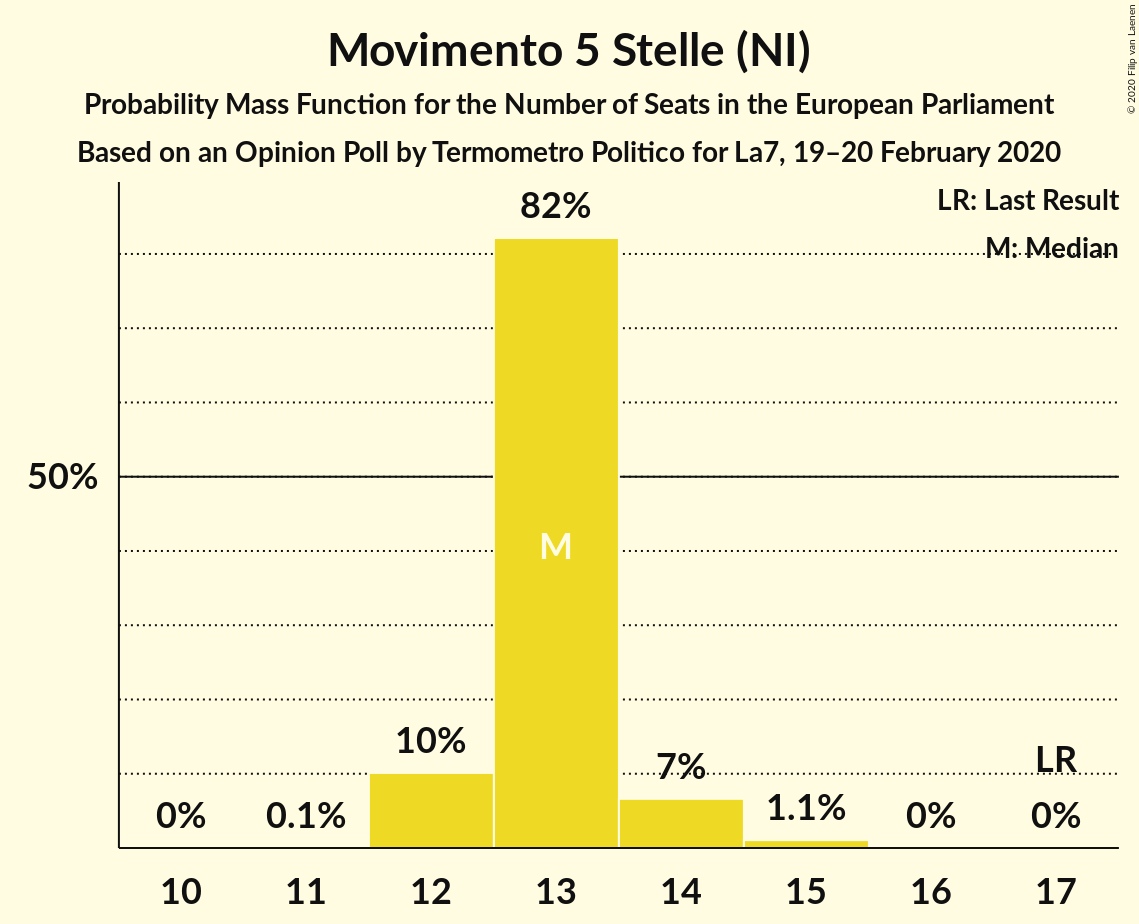 Movimento 5 Stelle (NI)
Probability Mass Function for the Number of Seats in the European Parliament
Based on an Opinion Poll by Termometro Politico for La7, 19–20 February 2020
© 2020 Filip van Laenen
LR: Last Result
M: Median
82%
50%
M
10%
7%
LR
0%
0.1%
1.1%
0%
0%
10 11 12 13 14 15 16 17